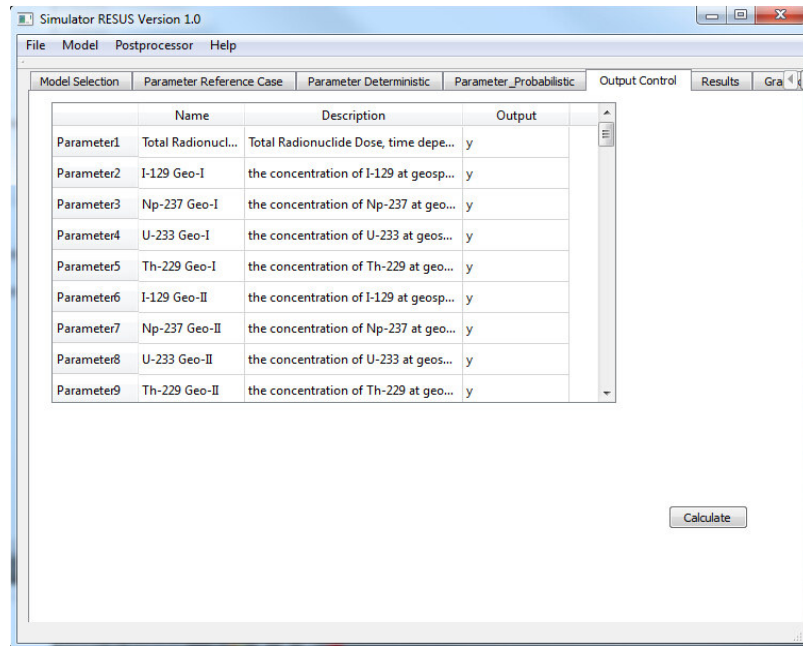 Simulator RESUS Version 1.0
File Model Postprocessor Help
Model Selection Parameter Reference Case Parameter Deterministic Parameter_Probabilistic Output Control Results Gra
Name Description Output
Parameter1 Total Radionucl... Total Radionuclide Dose, time depe... y
Parameter2 I-129 Geo-I the concentration of I-129 at geosp... y
Parameter3 Np-237 Geo-I the concentration of Np-237 at geo... y
Parameter4 U-233 Geo-I the concentration of U-233 at geos... y
Parameter5 Th-229 Geo-I the concentration of Th-229 at geo... y
Parameter6 I-129 Geo-II the concentration of I-129 at geosp... y
Parameter7 Np-237 Geo-II the concentration of Np-237 at geo... y
Parameter8 U-233 Geo-II the concentration of U-233 at geos... y
Parameter9 Th-229 Geo-II the concentration of Th-229 at geo... y
Calculate